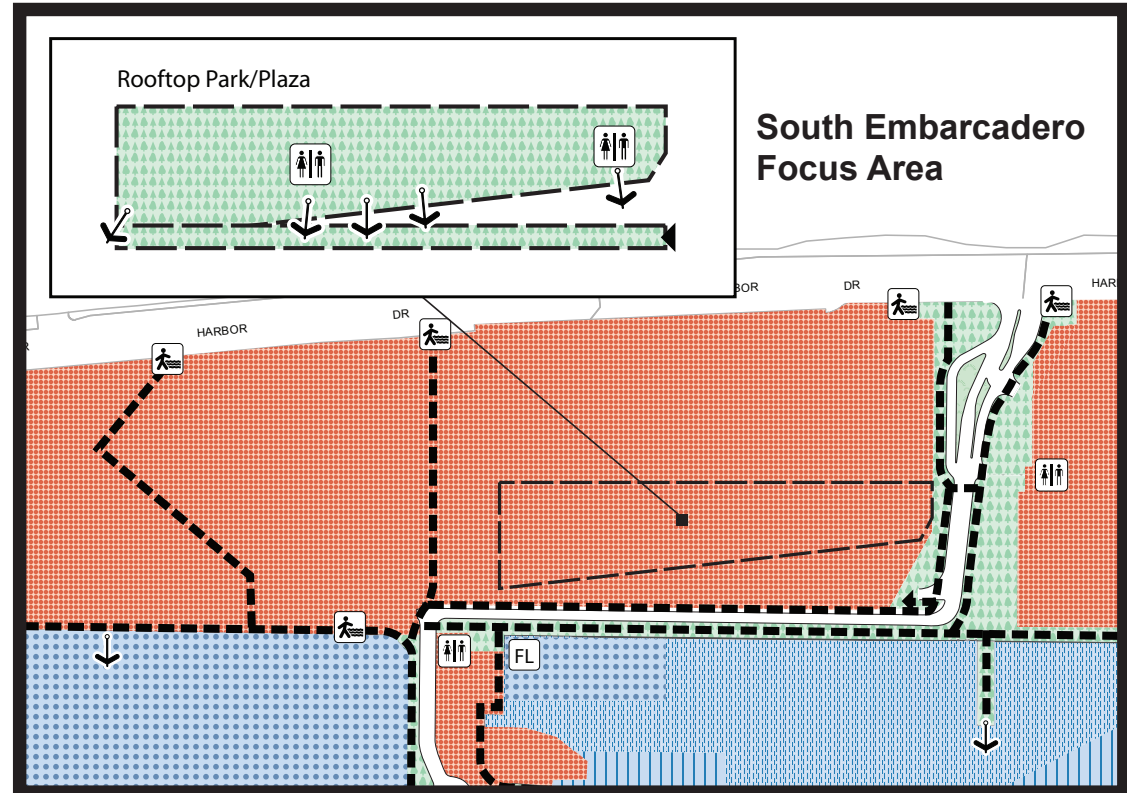 Rooftop Park/Plaza
South Embarcadero
Focus Area
BOR
DR
HAR
HARBOR
DR
R
FL